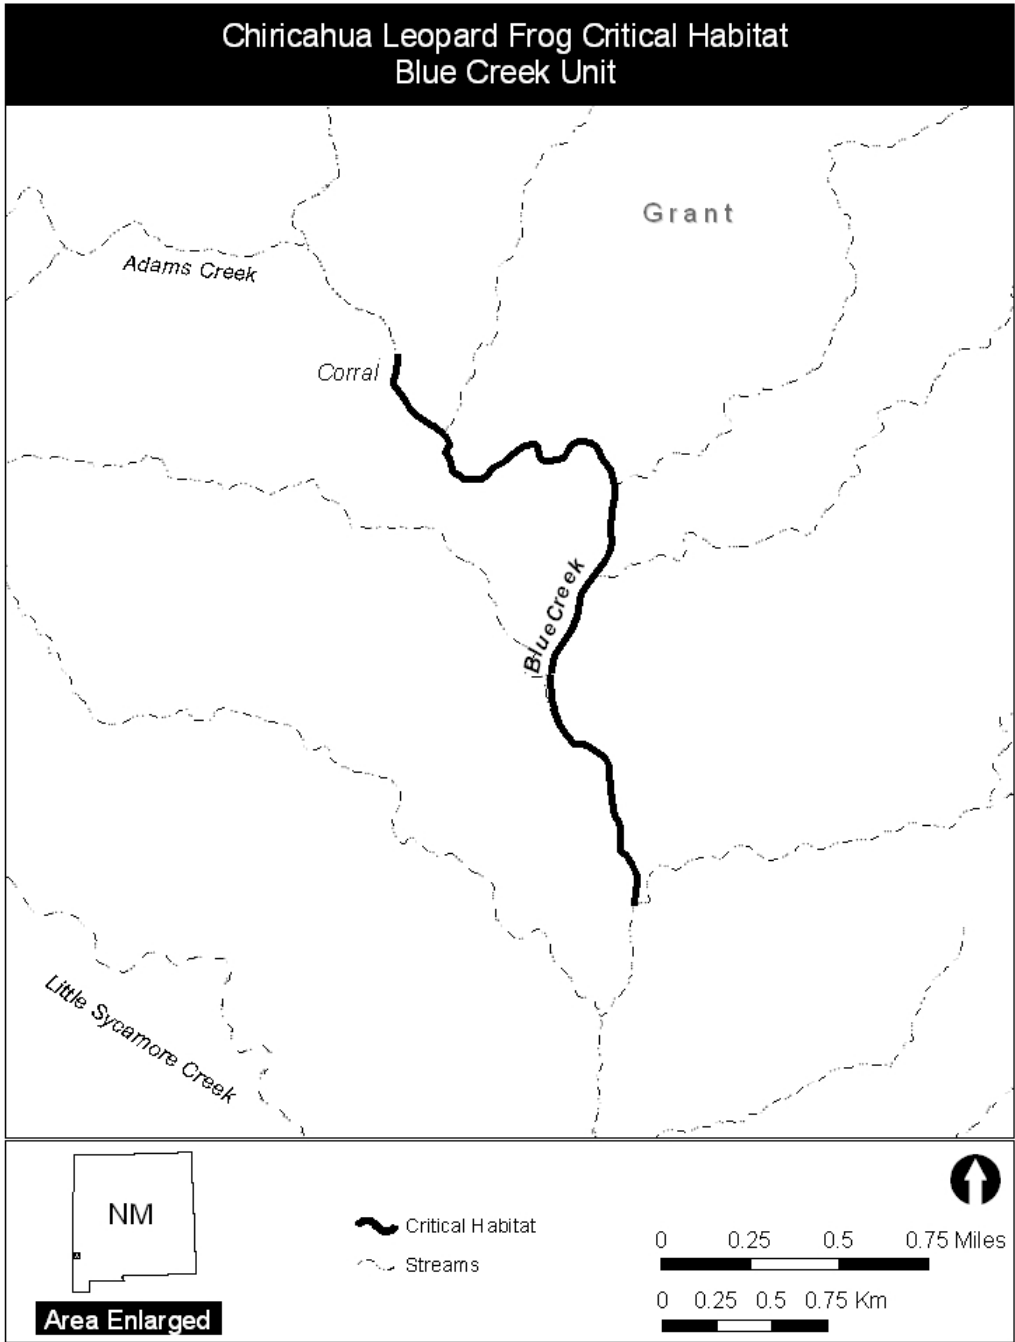 Chiricahua Leopard Frog Critical Habitat
Blue Creek Unit
Grant
Adams Creek
Corral
Blue Creek
Little Sycamore Creek
NM
Area Enlarged
Critical Habitat
Streams
0 0.25 0.5 0.75 Miles
0 0.25 0.5 0.75 Km